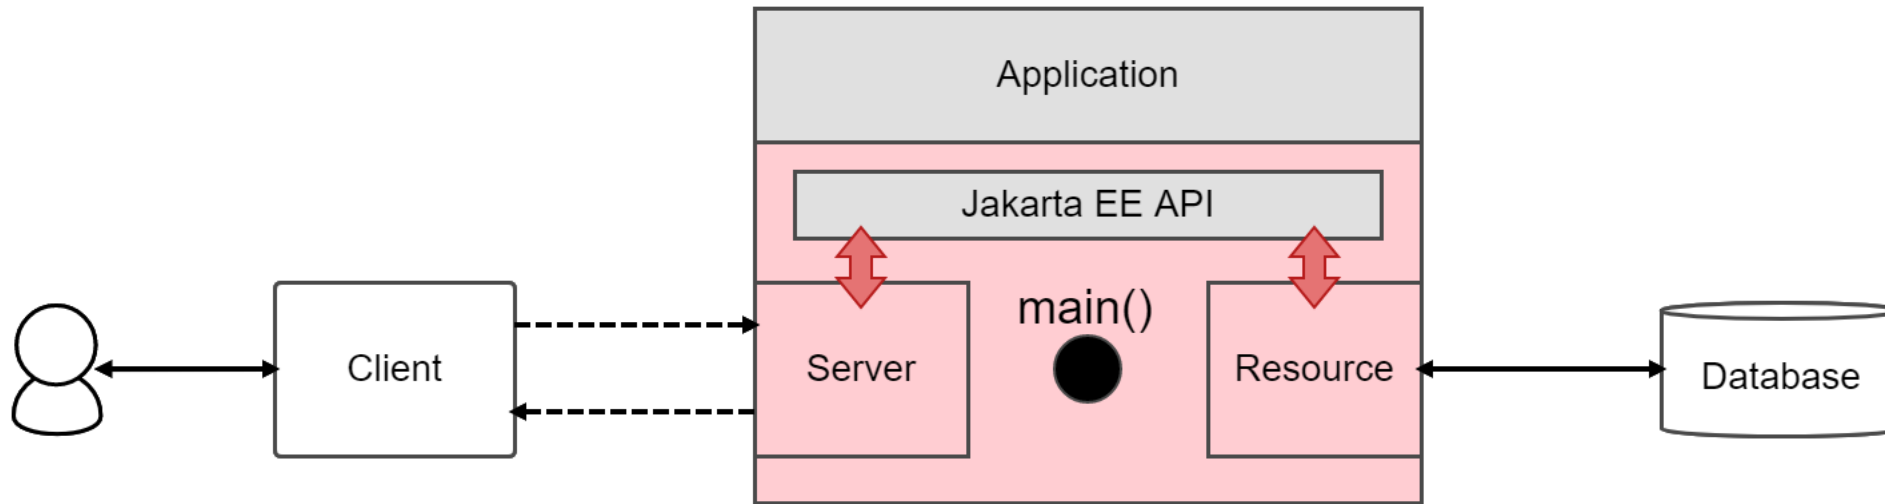 Application
Jakarta EE API
main()
Client
Server
Resource
Database